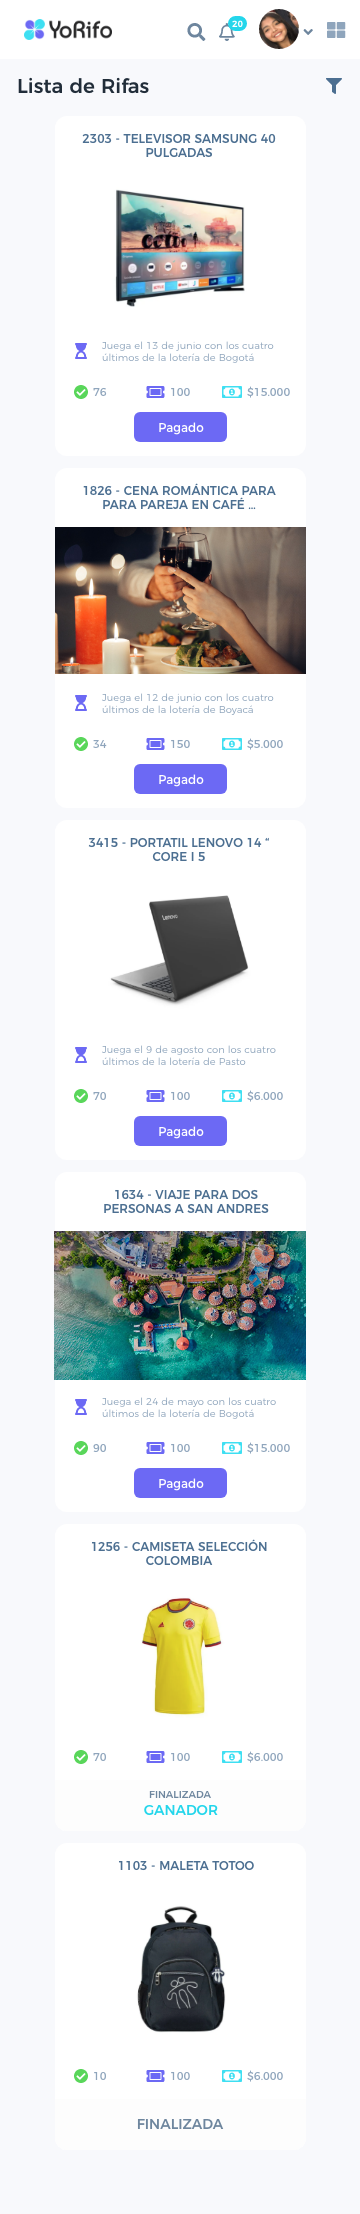 YoRifo
20
Lista de Rifas
2303 - TELEVISOR SAMSUNG 40
PULGADAS
Juega el 13 de junio con los cuatro
últimos de la lotería de Bogotá
76 100 $15.000
Pagado
1826 - CENA ROMÁNTICA PARA
PARA PAREJA EN CAFÉ ...
Juega el 12 de junio con los cuatro
últimos de la lotería de Boyacá
34 150 $5.000
Pagado
3415 - PORTATIL LENOVO 14 “
CORE I 5
Lenovo
Juega el 9 de agosto con los cuatro
últimos de la lotería de Pasto
70 100 $6.000
Pagado
1634 - VIAJE PARA DOS
PERSONAS A SAN ANDRES
Juega el 24 de mayo con los cuatro
últimos de la lotería de Bogotá
90 100 $15.000
Pagado
1256 - CAMISETA SELECCIÓN
COLOMBIA
70 100 $6.000
FINALIZADA
GANADOR
1103 - MALETA TOTOO
10 100 $6.000
FINALIZADA